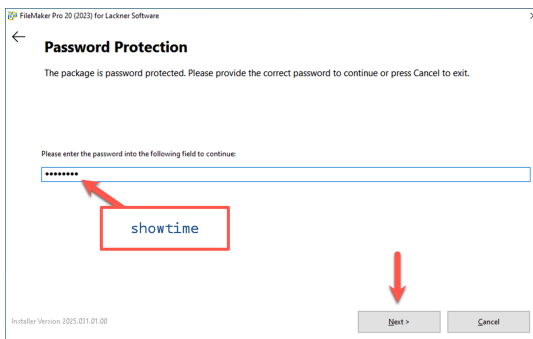 FileMaker Pro 20 (2023) for Lackner Software
Password Protection
The package is password protected. Please provide the correct password to continue or press Cancel to exit.
Please enter the password into the following field to continue:
••••••••
showtime
Installer Version 2025.031.01.00
Next >
Cancel